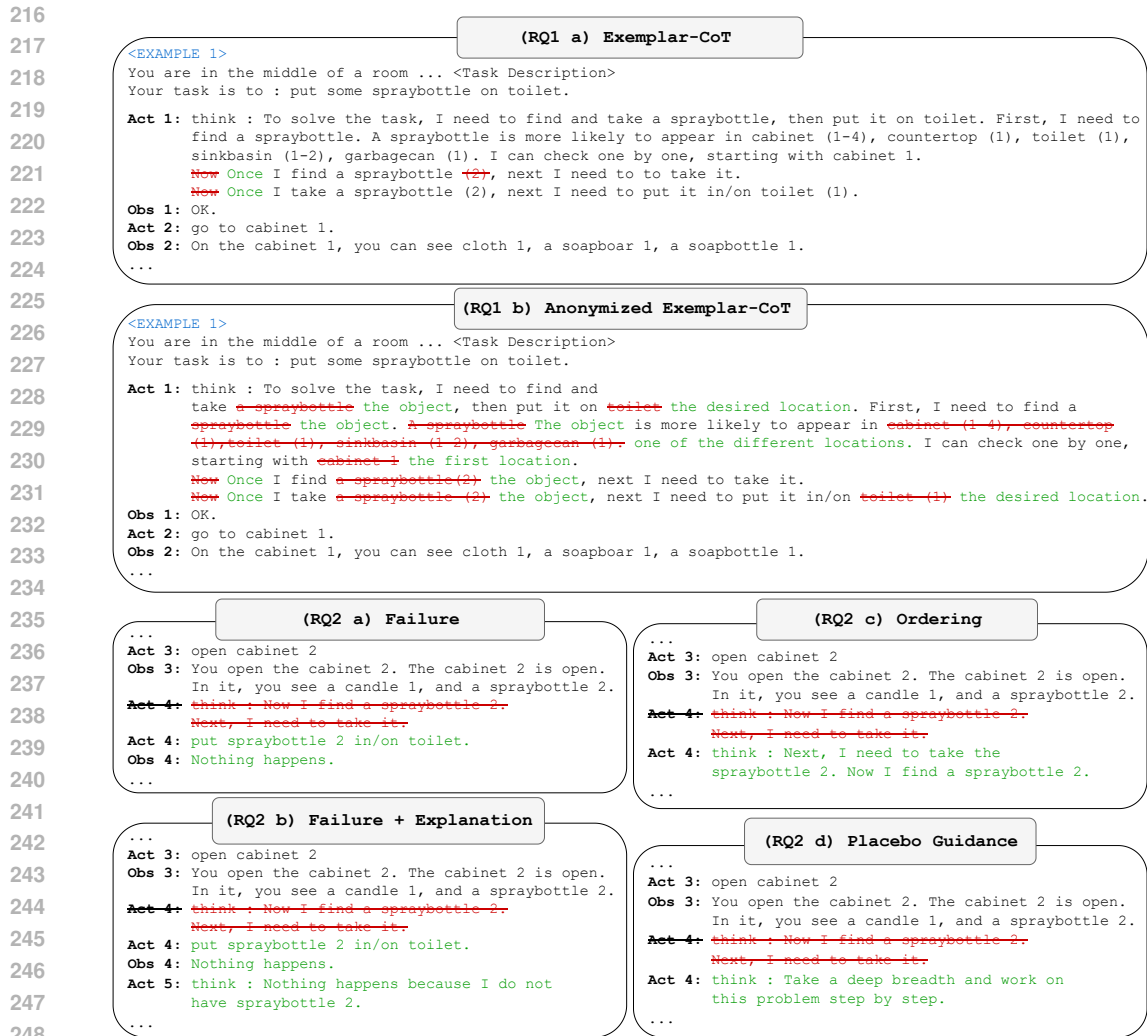 216
217
218
219
220
221
222
223
224
225
226
227
228
229
230
231
232
233
234
235
236
237
238
239
240
241
242
243
244
245
246
247
248
(RQ1 a) Exemplar-CoT
<EXAMPLE 1>
You are in the middle of a room ... <Task Description>
Your task is to : put some spraybottle on toilet.
Act 1: think : To solve the task, I need to find and take a spraybottle, then put it on toilet. First, I need to
find a spraybottle. A spraybottle is more likely to appear in cabinet (1-4), countertop (1), toilet (1),
sinkbasin (1-2), garbagecan (1). I can check one by one, starting with cabinet 1.
Now Once I find a spraybottle (2), next I need to to take it.
Now Once I take a spraybottle (2), next I need to put it in/on toilet (1).
Obs 1: OK.
Act 2: go to cabinet 1.
Obs 2: On the cabinet 1, you can see cloth 1, a soapboar 1, a soapbottle 1.
...
(RQ1 b) Anonymized Exemplar-CoT
<EXAMPLE 1>
You are in the middle of a room ... <Task Description>
Your task is to : put some spraybottle on toilet.
Act 1: think : To solve the task, I need to find and
take a spraybottle the object, then put it on toilet the desired location. First, I need to find a
spraybottle the object. A spraybottle The object is more likely to appear in cabinet (1-4), countertop
(1),toilet (1), sinkbasin (1-2), garbagecan (1). one of the different locations. I can check one by one,
starting with cabinet 1 the first location.
Now Once I find a spraybottle(2) the object, next I need to take it.
Now Once I take a spraybottle (2) the object, next I need to put it in/on toilet (1) the desired location.
Obs 1: OK.
Act 2: go to cabinet 1.
Obs 2: On the cabinet 1, you can see cloth 1, a soapboar 1, a soapbottle 1.
...
(RQ2 a) Failure
...
Act 3: open cabinet 2
Obs 3: You open the cabinet 2. The cabinet 2 is open.
In it, you see a candle 1, and a spraybottle 2.
Act 4: think : Now I find a spraybottle 2.
Next, I need to take it.
Act 4: put spraybottle 2 in/on toilet.
Obs 4: Nothing happens.
...
(RQ2 b) Failure + Explanation
...
Act 3: open cabinet 2
Obs 3: You open the cabinet 2. The cabinet 2 is open.
In it, you see a candle 1, and a spraybottle 2.
Act 4: think : Now I find a spraybottle 2.
Next, I need to take it.
Act 4: put spraybottle 2 in/on toilet.
Obs 4: Nothing happens.
Act 5: think : Nothing happens because I do not
have spraybottle 2.
...
(RQ2 c) Ordering
...
Act 3: open cabinet 2
Obs 3: You open the cabinet 2. The cabinet 2 is open.
In it, you see a candle 1, and a spraybottle 2.
Act 4: think : Now I find a spraybottle 2.
Next, I need to take it.
Act 4: think : Next, I need to take the
spraybottle 2. Now I find a spraybottle 2.
...
(RQ2 d) Placebo Guidance
...
Act 3: open cabinet 2
Obs 3: You open the cabinet 2. The cabinet 2 is open.
In it, you see a candle 1, and a spraybottle 2.
Act 4: think : Now I find a spraybottle 2.
Next, I need to take it.
Act 4: think : Take a deep breadth and work on
this problem step by step.
...